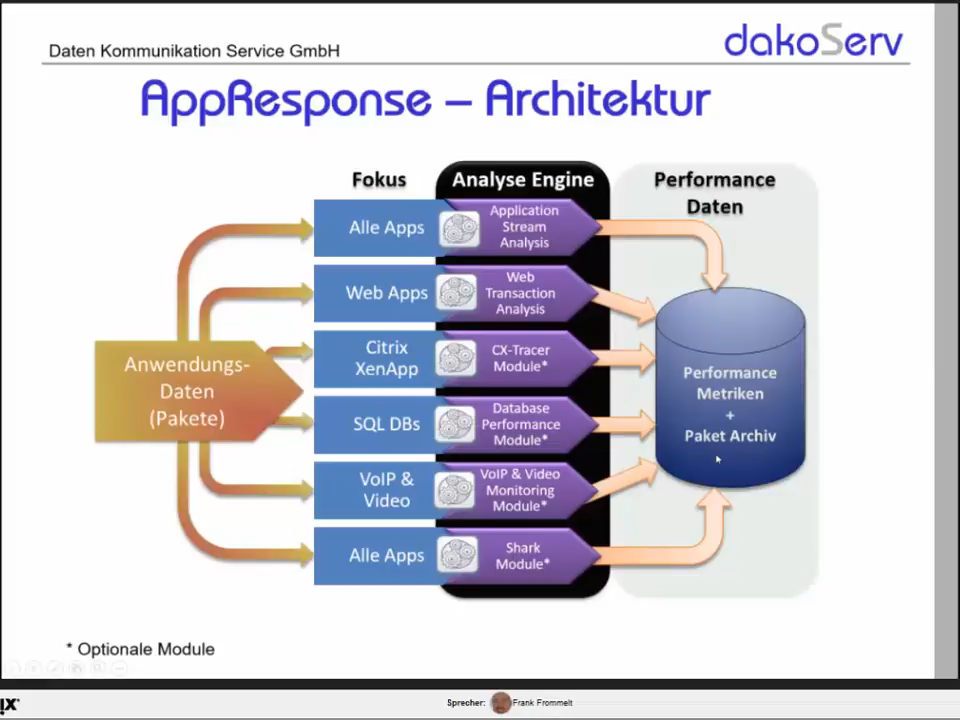 Daten Kommunikation Service GmbH
dakoServ
AppResponse – Architektur
Fokus
Analyse Engine
Performance
Daten
Anwendungs-
Daten
(Pakete)
Alle Apps
Application
Stream
Analysis
Web Apps
Web
Transaction
Analysis
Citrix
XenApp
CX-Tracer
Module*
SQL DBs
Database
Performance
Module*
VoIP &
Video
VoIP & Video
Monitoring
Module*
Alle Apps
Shark
Module*
Performance
Metriken
+
Paket Archiv
* Optionale Module
Sprecher: Frank Frommelt